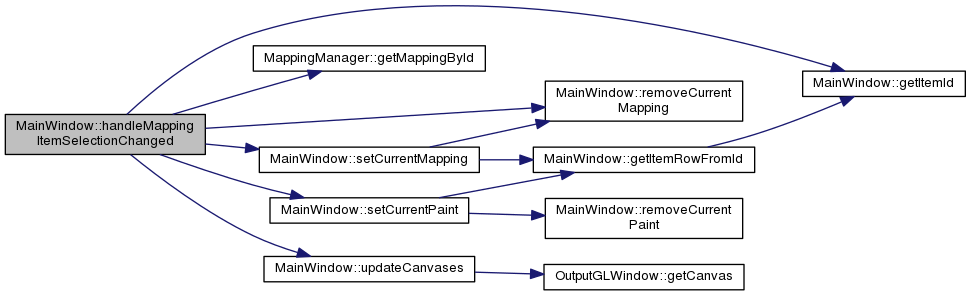 MainWindow::handleMapping
ItemSelectionChanged
MappingManager::getMappingById
MainWindow::getItemId
MainWindow::removeCurrent
Mapping
MainWindow::setCurrentMapping
MainWindow::getItemRowFromId
MainWindow::setCurrentPaint
MainWindow::removeCurrent
Paint
MainWindow::updateCanvases
OutputGLWindow::getCanvas